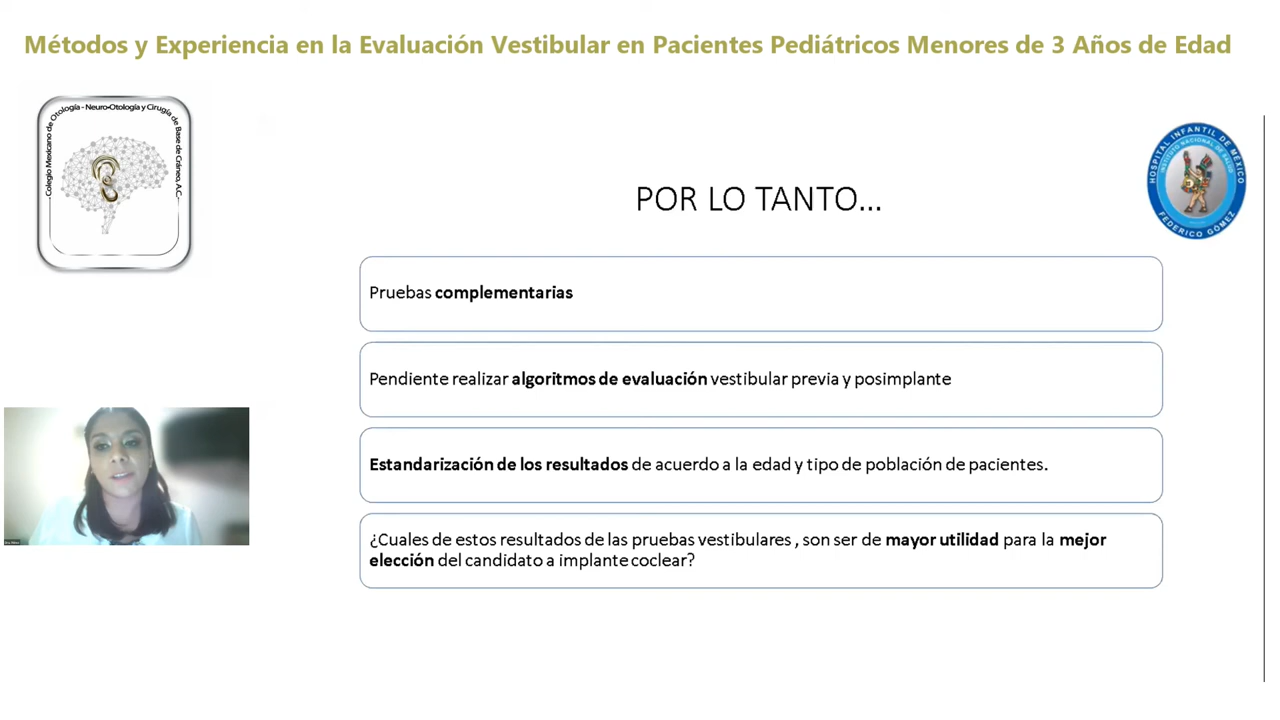 Métodos y Experiencia en la Evaluación Vestibular en Pacientes Pediátricos Menores de 3 Años de Edad
Colegio Mexicano de Otología - Neuro-Otología y Cirugía de Base de Cráneo, A.C.
HOSPITAL INFANTIL DE MÉXICO
INSTITUTO NACIONAL DE SALUD
FEDERICO GÓMEZ
POR LO TANTO...
Pruebas complementarias
Pendiente realizar algoritmos de evaluación vestibular previa y posimplante
Estandarización de los resultados de acuerdo a la edad y tipo de población de pacientes.
¿Cuales de estos resultados de las pruebas vestibulares , son ser de mayor utilidad para la mejor
elección del candidato a implante coclear?